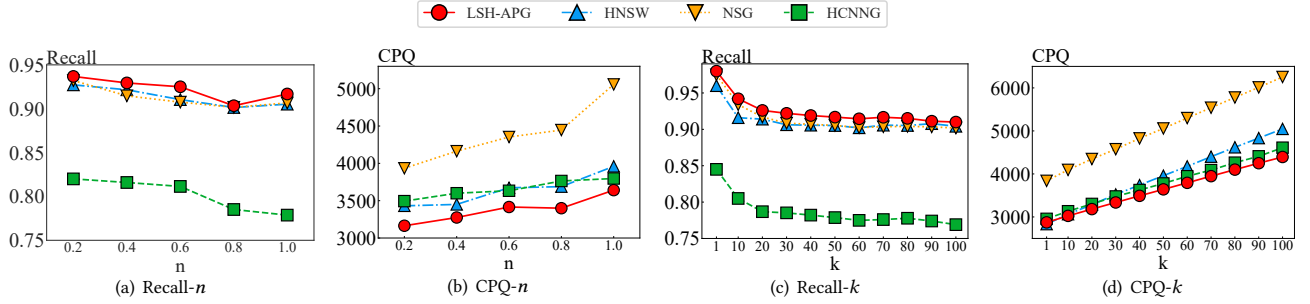 LSH-APG HNSW NSG HCNNG
Recall
0.95
0.90
0.85
0.80
0.75
0.2 0.4 0.6 0.8 1.0
n
(a) Recall-n
CPQ
5000
4500
4000
3500
3000
0.2 0.4 0.6 0.8 1.0
n
(b) CPQ-n
Recall
0.95
0.90
0.85
0.80
0.75
1 10 20 30 40 50 60 70 80 90 100
k
(c) Recall-k
CPQ
6000
5000
4000
3000
1 10 20 30 40 50 60 70 80 90 100
k
(d) CPQ-k